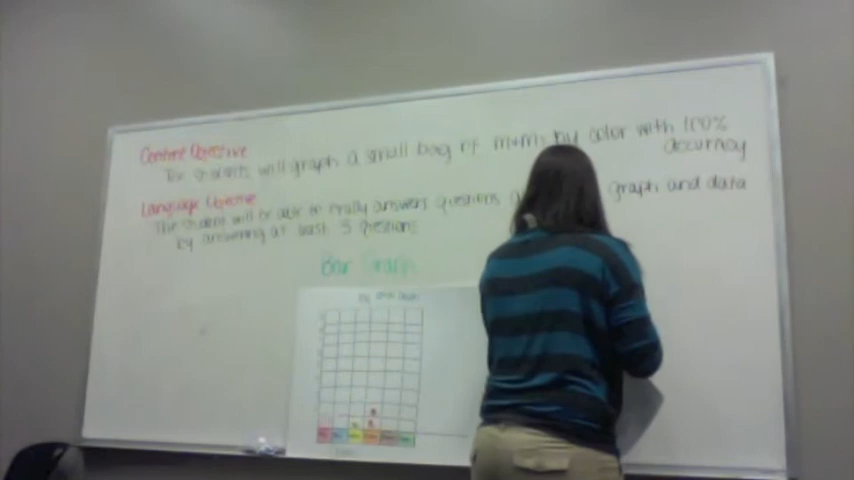 Content Objective
The students will graph a small bag of m+m's by color with 100%
accuracy
Language Objective
The student will be able to orally answers questions graph and data
by answering at least 3 questions
Bar Graph